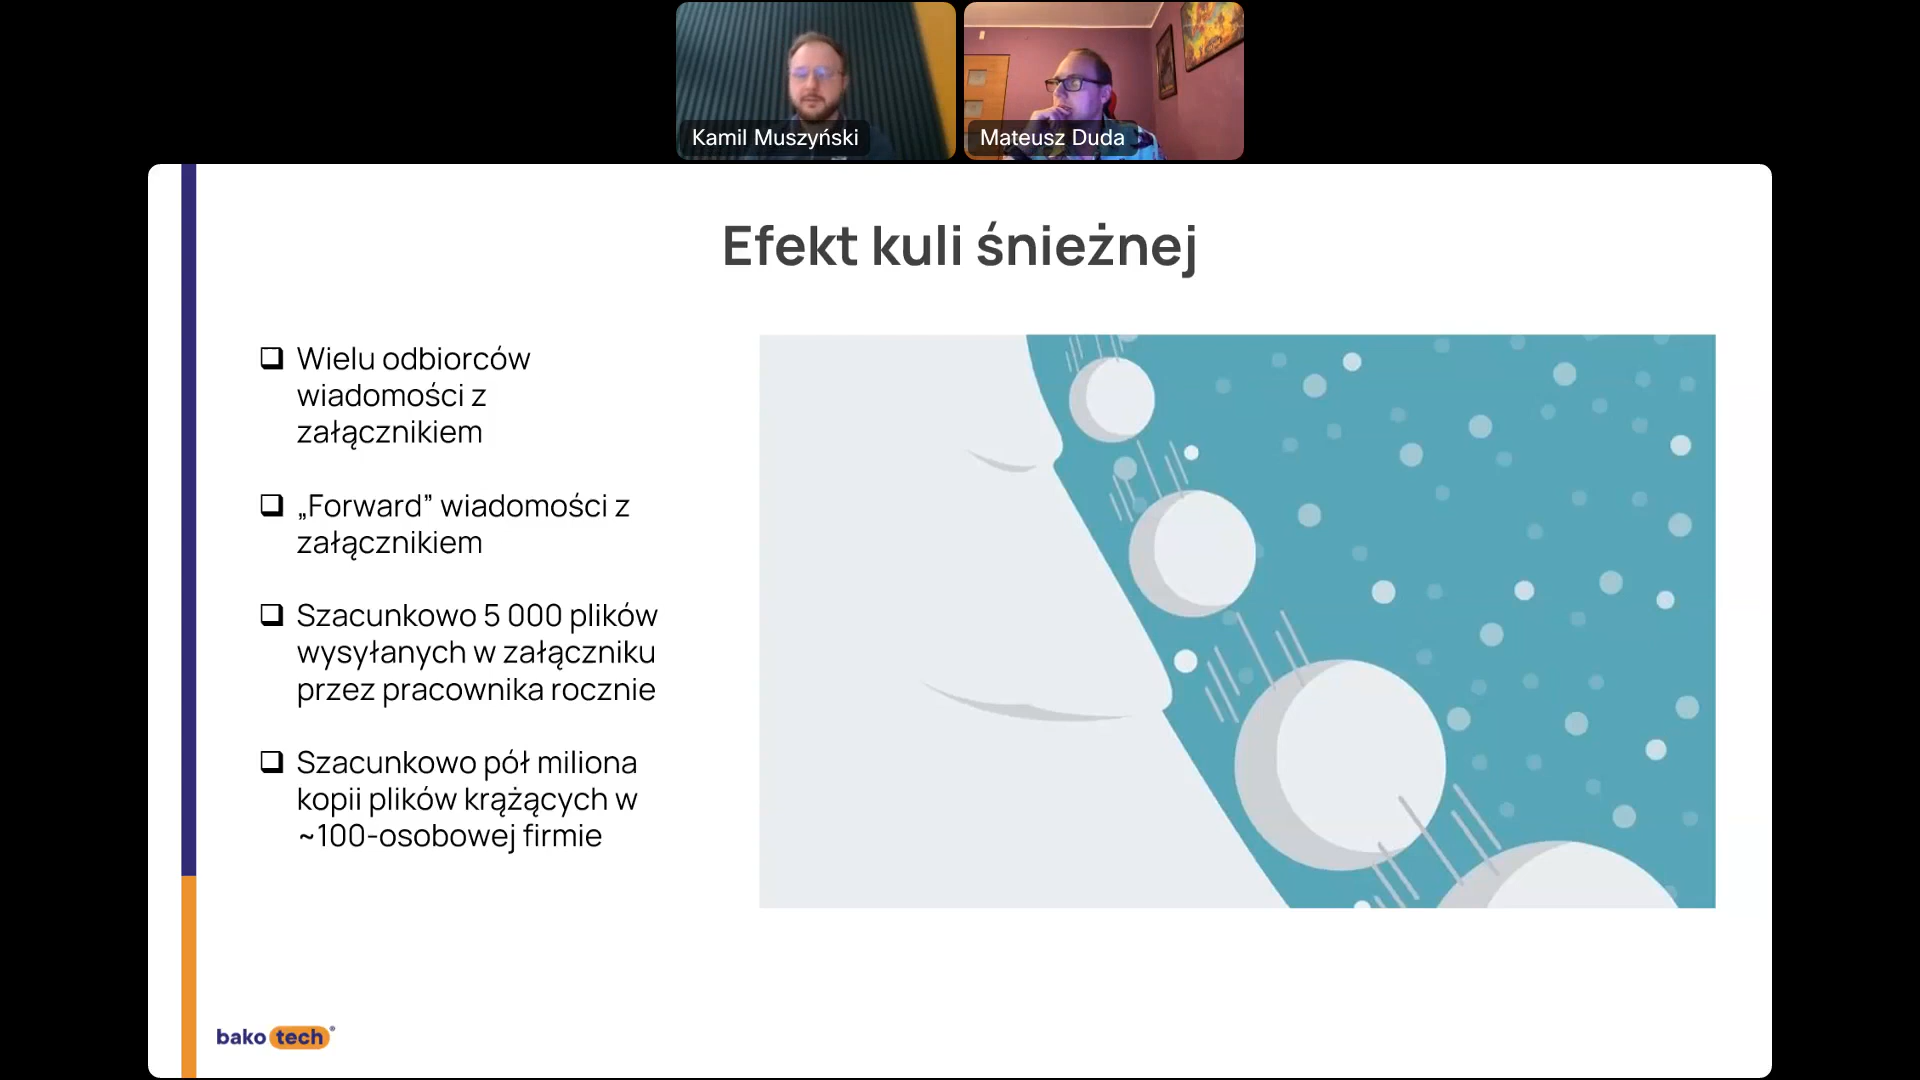 Kamil Muszyński
Mateusz Duda
Efekt kuli śnieżnej
Wielu odbiorców
wiadomości z
załącznikiem
„Forward” wiadomości z
załącznikiem
Szacunkowo 5 000 plików
wysyłanych w załączniku
przez pracownika rocznie
Szacunkowo pół miliona
kopii plików krążących w
~100-osobowej firmie
bako tech®